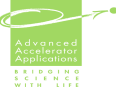 Advanced
Accelerator
Applications
BRIDGING
SCIENCE
WITH LIFE